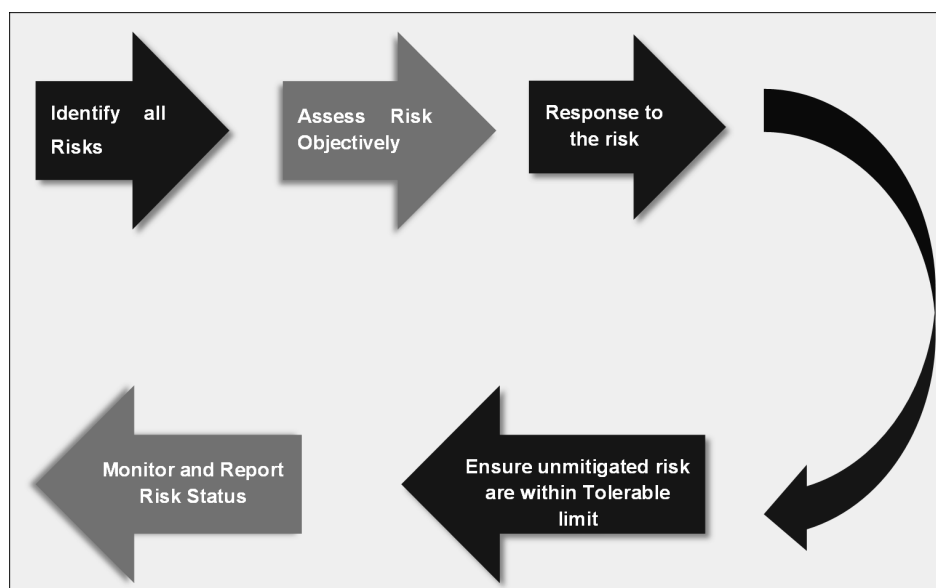 Identify all
Risks
Assess Risk
Objectively
Response to
the risk
Ensure unmitigated risk
are within Tolerable
limit
Monitor and Report
Risk Status